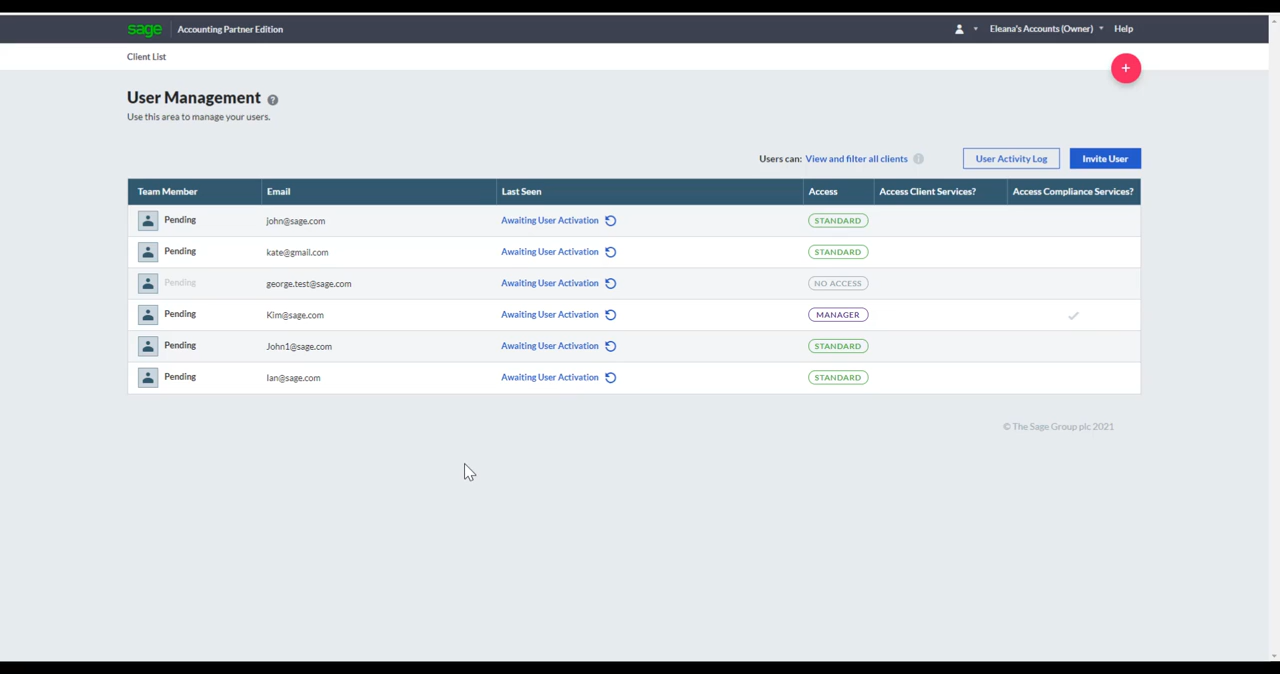 sage Accounting Partner Edition Eleana's Accounts (Owner) Help
Client List
+
User Management ?
Use this area to manage your users.
Users can: View and filter all clients i User Activity Log Invite User
Team Member Email Last Seen Access Access Client Services? Access Compliance Services?
Pending john@sage.com Awaiting User Activation STANDARD
Pending kate@gmail.com Awaiting User Activation STANDARD
Pending george.test@sage.com Awaiting User Activation NO ACCESS
Pending Kim@sage.com Awaiting User Activation MANAGER
Pending John1@sage.com Awaiting User Activation STANDARD
Pending Ian@sage.com Awaiting User Activation STANDARD
© The Sage Group plc 2021